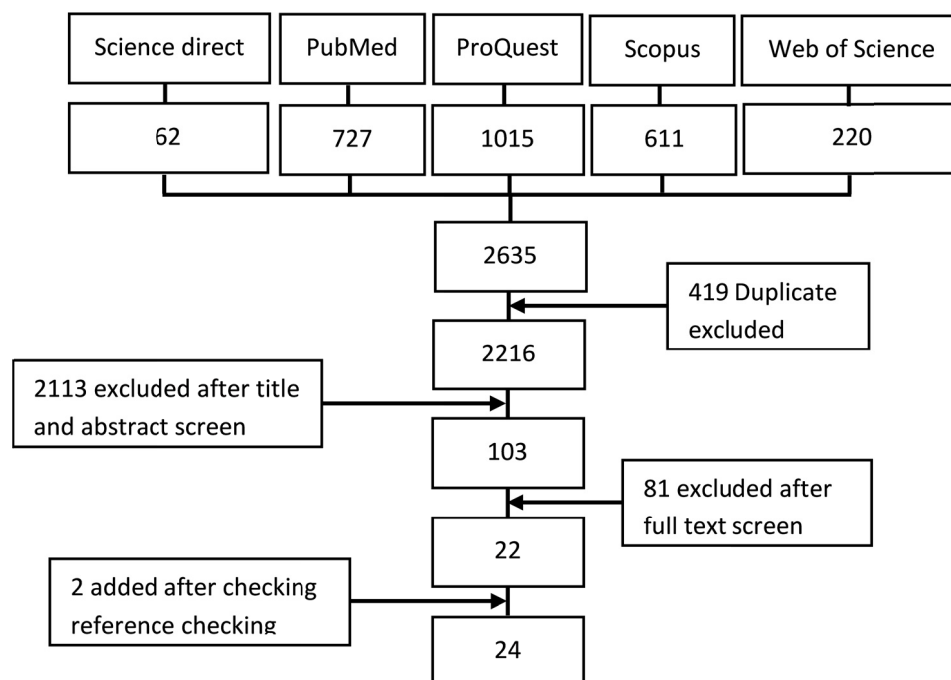 Science direct
PubMed
ProQuest
Scopus
Web of Science
62
727
1015
611
220
2635
419 Duplicate
excluded
2216
2113 excluded after title
and abstract screen
103
81 excluded after
full text screen
22
2 added after checking
reference checking
24